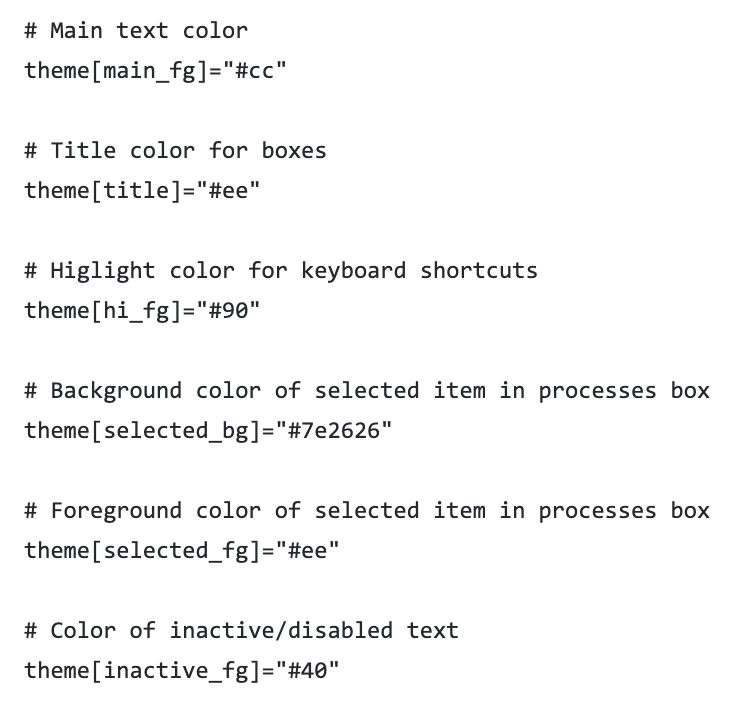 # Main text color
theme[main_fg]="#cc"
# Title color for boxes
theme[title]="#ee"
# Higlight color for keyboard shortcuts
theme[hi_fg]="#90"
# Background color of selected item in processes box
theme[selected_bg]="#7e2626"
# Foreground color of selected item in processes box
theme[selected_fg]="#ee"
# Color of inactive/disabled text
theme[inactive_fg]="#40"